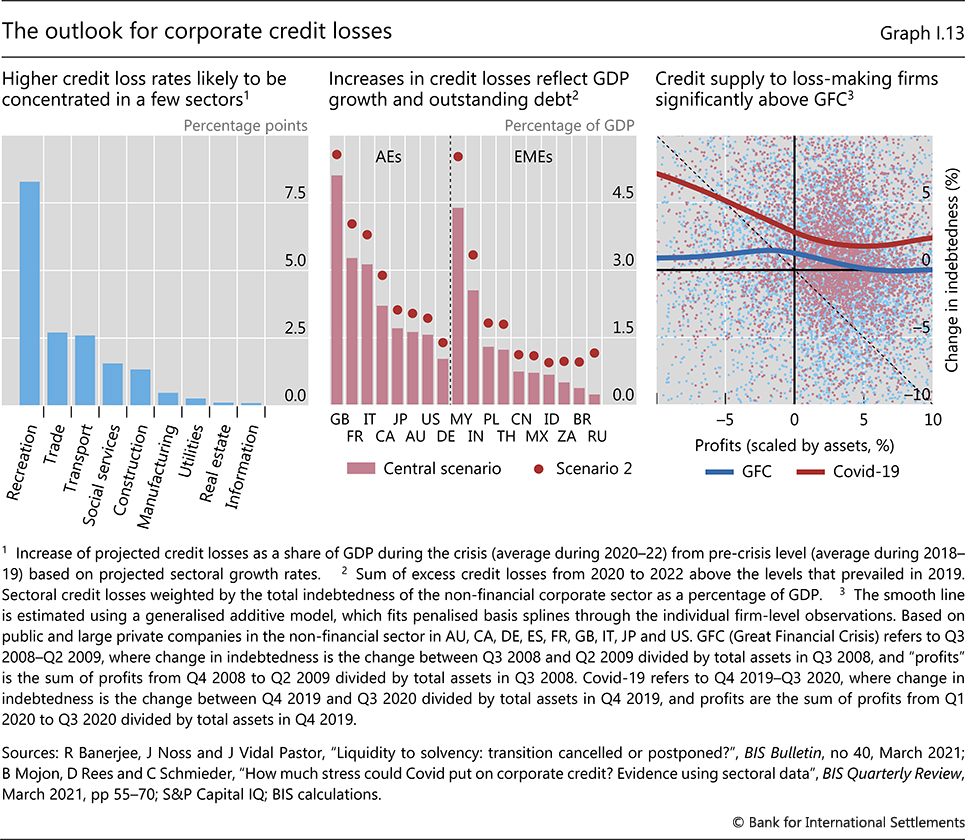 The outlook for corporate credit losses
Graph I.13
Higher credit loss rates likely to be
concentrated in a few sectors1
Percentage points
7.5
5.0
2.5
0.0
Recreation
Trade
Transport
Social services
Construction
Manufacturing
Utilities
Real estate
Information
Increases in credit losses reflect GDP
growth and outstanding debt2
Percentage of GDP
AEs
EMEs
4.5
3.0
1.5
0.0
GB IT JP US MY PL CN ID BR
FR CA AU DE IN TH MX ZA RU
Central scenario
Scenario 2
Credit supply to loss-making firms
significantly above GFC3
5
0
–5
–10
Change in indebtedness (%)
–5 0 5 10
Profits (scaled by assets, %)
GFC
Covid-19
1 Increase of projected credit losses as a share of GDP during the crisis (average during 2020–22) from pre-crisis level (average during 2018–
19) based on projected sectoral growth rates. 2 Sum of excess credit losses from 2020 to 2022 above the levels that prevailed in 2019.
Sectoral credit losses weighted by the total indebtedness of the non-financial corporate sector as a percentage of GDP. 3 The smooth line
is estimated using a generalised additive model, which fits penalised basis splines through the individual firm-level observations. Based on
public and large private companies in the non-financial sector in AU, CA, DE, ES, FR, GB, IT, JP and US. GFC (Great Financial Crisis) refers to Q3
2008–Q2 2009, where change in indebtedness is the change between Q3 2008 and Q2 2009 divided by total assets in Q3 2008, and “profits”
is the sum of profits from Q4 2008 to Q2 2009 divided by total assets in Q3 2008. Covid-19 refers to Q4 2019–Q3 2020, where change in
indebtedness is the change between Q4 2019 and Q3 2020 divided by total assets in Q4 2019, and profits are the sum of profits from Q1
2020 to Q3 2020 divided by total assets in Q4 2019.
Sources: R Banerjee, J Noss and J Vidal Pastor, “Liquidity to solvency: transition cancelled or postponed?”, BIS Bulletin, no 40, March 2021;
B Mojon, D Rees and C Schmieder, “How much stress could Covid put on corporate credit? Evidence using sectoral data”, BIS Quarterly Review,
March 2021, pp 55–70; S&P Capital IQ; BIS calculations.
© Bank for International Settlements